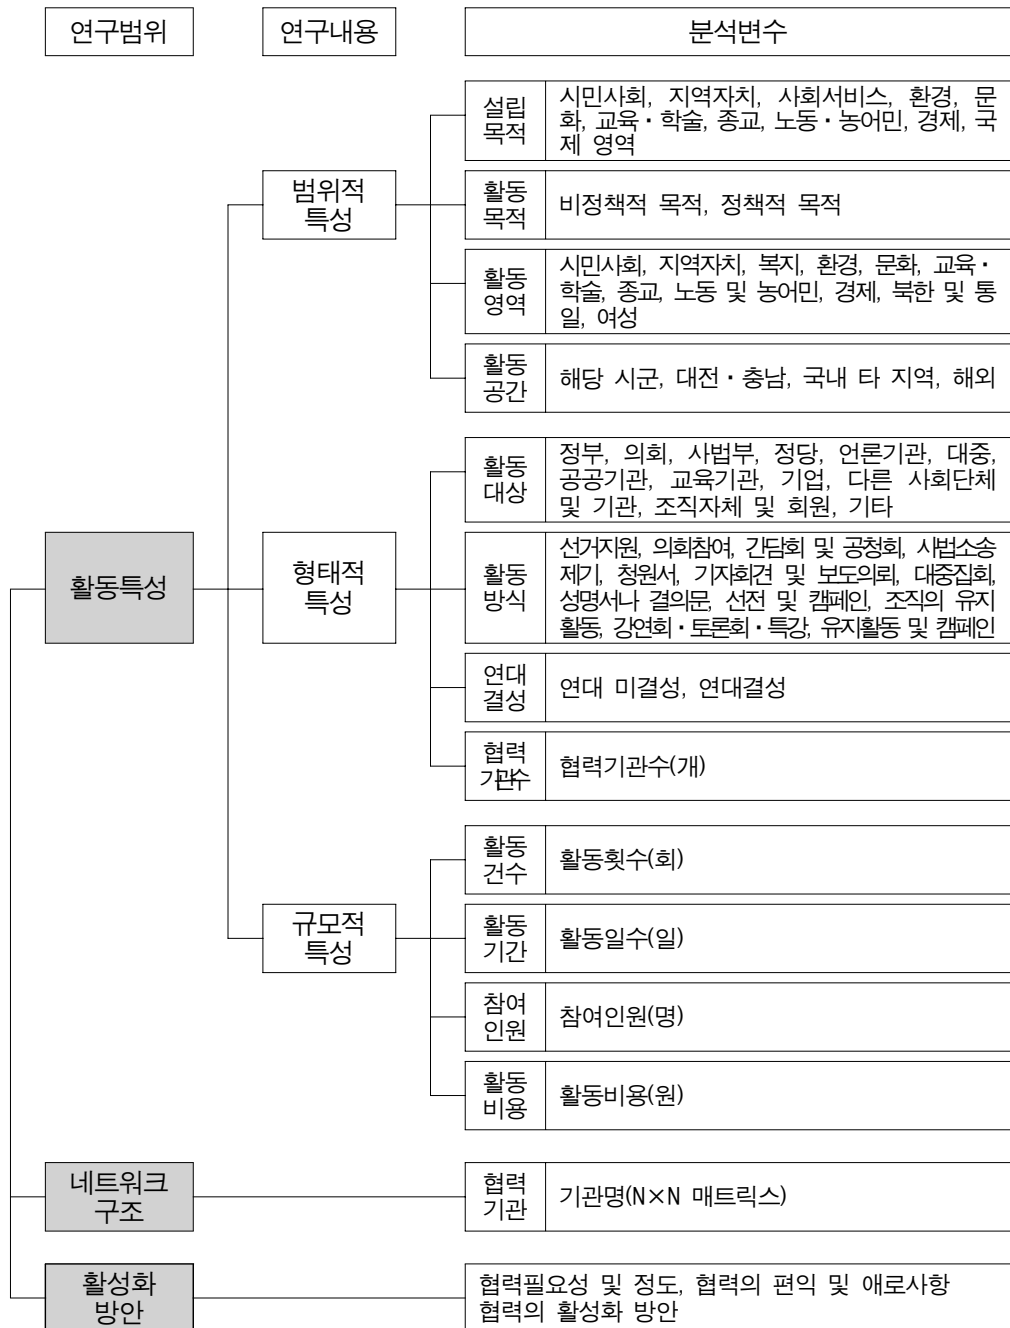 연구범위
연구내용
분석변수
설립
목적
시민사회, 지역자치, 사회서비스, 환경, 문
화, 교육・학술, 종교, 노동・농어민, 경제, 국
제 영역
범위적
특성
활동
목적
비정책적 목적, 정책적 목적
활동
영역
시민사회, 지역자치, 복지, 환경, 문화, 교육・
학술, 종교, 노동 및 농어민, 경제, 북한 및 통
일, 여성
활동
공간
해당 시군, 대전・충남, 국내 타 지역, 해외
활동
대상
정부, 의회, 사법부, 정당, 언론기관, 대중,
공공기관, 교육기관, 기업, 다른 사회단체
및 기관, 조직자체 및 회원, 기타
활동특성
형태적
특성
활동
방식
선거지원, 의회참여, 간담회 및 공청회, 사법소송
제기, 청원서, 기자회견 및 보도의뢰, 대중집회,
성명서나 결의문, 선전 및 캠페인, 조직의 유지
활동, 강연회・토론회・특강, 유지활동 및 캠페인
연대
결성
연대 미결성, 연대결성
협력
기관수
협력기관수(개)
활동
건수
활동횟수(회)
규모적
특성
활동
기간
활동일수(일)
참여
인원
참여인원(명)
활동
비용
활동비용(원)
네트워크
구조
협력
기관
기관명(N×N 매트릭스)
활성화
방안
협력필요성 및 정도, 협력의 편익 및 애로사항
협력의 활성화 방안